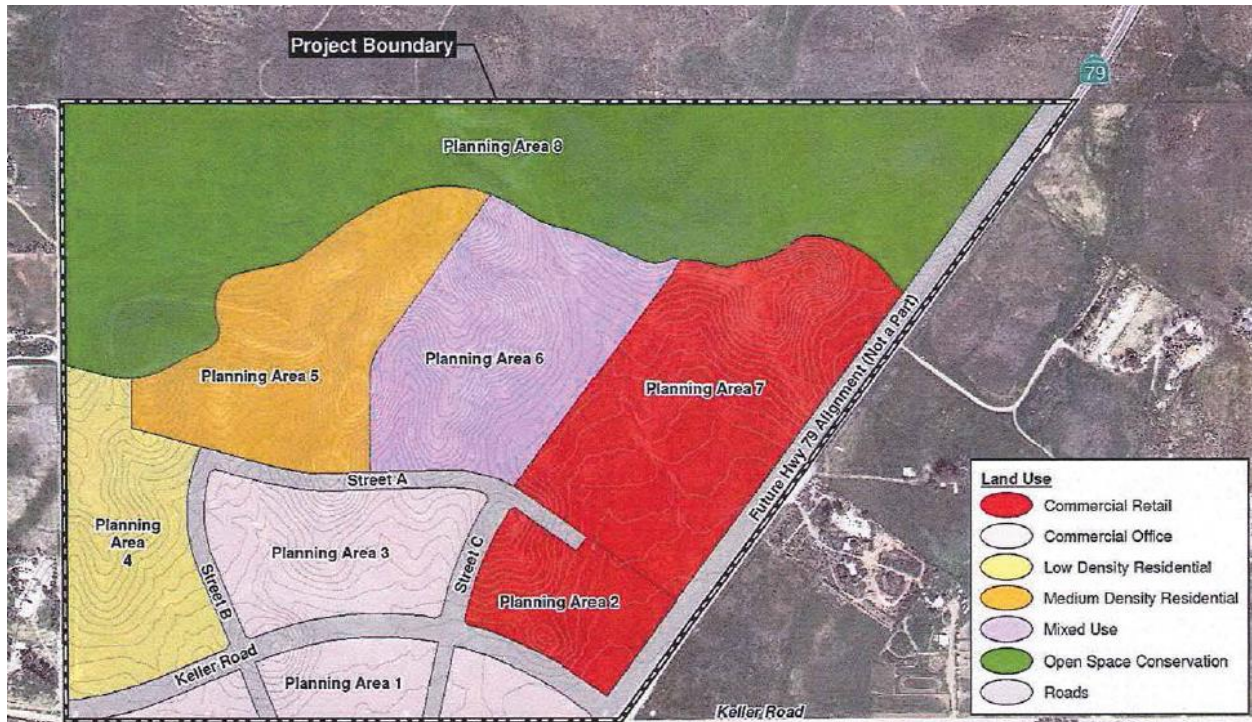 Project Boundary
79
Planning Area 8
Planning Area 6
Planning Area 5
Planning Area 7
Future Hwy 79 Alignment (Not a Part)
Street A
Planning
Area
4
Planning Area 3
Street C
Street B
Planning Area 2
Keller Road
Planning Area 1
Keller Road
Land Use
Commercial Retail
Commercial Office
Low Density Residential
Medium Density Residential
Mixed Use
Open Space Conservation
Roads